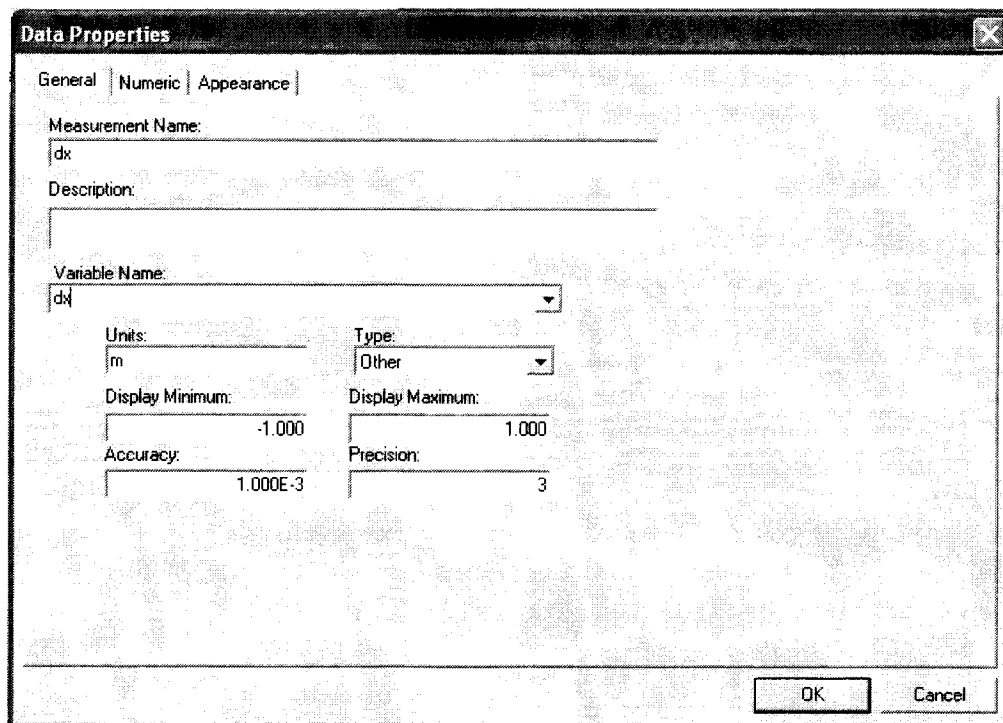 Data Properties
General Numeric Appearance
Measurement Name:
dx
Description:
Variable Name:
dx
Units: Type:
m Other
Display Minimum: Display Maximum:
-1.000 1.000
Accuracy: Precision:
1.000E-3 3
OK Cancel